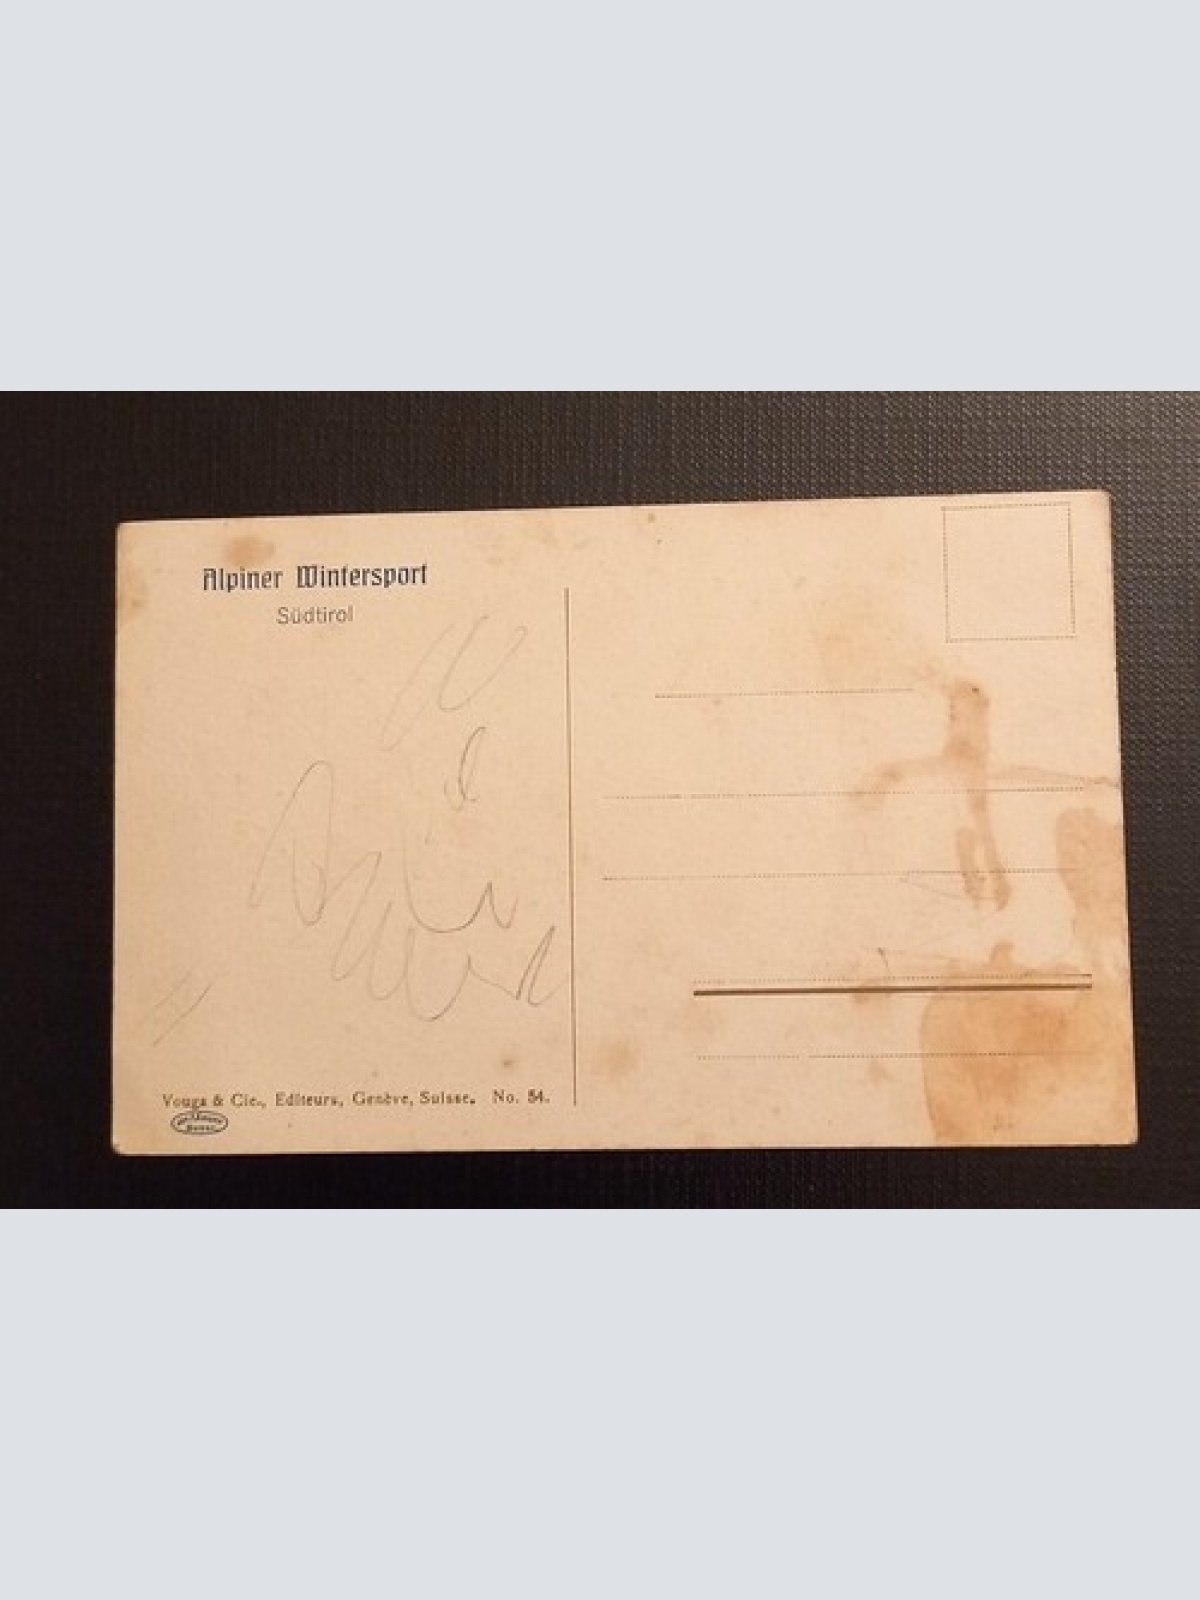 Alpiner Wintersport
Südtirol
Vouga & Cie., Editeurs, Genève, Suisse. No. 54.